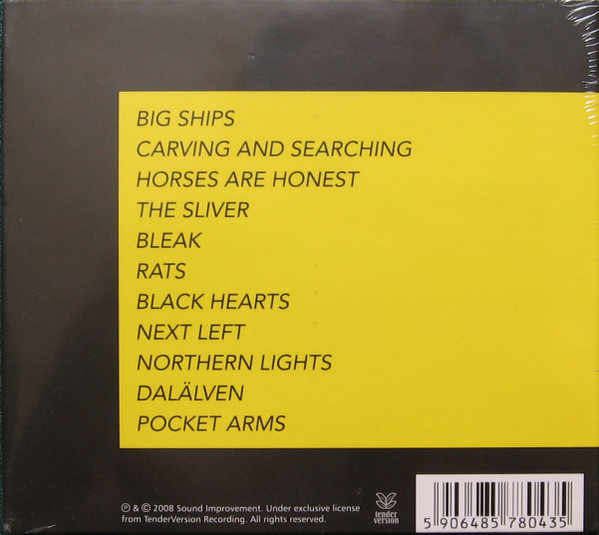 BIG SHIPS
CARVING AND SEARCHING
HORSES ARE HONEST
THE SLIVER
BLEAK
RATS
BLACK HEARTS
NEXT LEFT
NORTHERN LIGHTS
DALÄLVEN
POCKET ARMS
℗ & © 2008 Sound Improvement. Under exclusive license
from TenderVersion Recording. All rights reserved.
tender
version
5 906485 780435